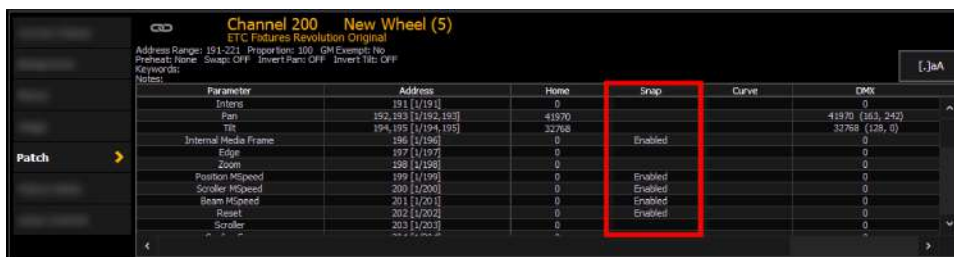 Channel 200 New Wheel (5)
ETC Fixtures Revolution Original
Address Range: 191-221 Proportion: 100 GM Exempt: No
Preheat: None Swap: OFF Invert Pan: OFF Invert Tilt: OFF
Keywords:
Notes:
[.]aA
Parameter Address Home Snap Curve DMX
Intens 191 [1/191] 0 0
Pan 192,193 [1/192,193] 41970 41970 (163, 242)
Tilt 194,195 [1/194,195] 32768 32768 (128, 0)
Internal Media Frame 196 [1/196] 0 Enabled 0
Edge 197 [1/197] 0 0
Zoom 198 [1/198] 0 0
Position MSpeed 199 [1/199] 0 Enabled 0
Scroller MSpeed 200 [1/200] 0 Enabled 0
Beam MSpeed 201 [1/201] 0 Enabled 0
Reset 202 [1/202] 0 Enabled 0
Scroller 203 [1/203] 0 0
Patch